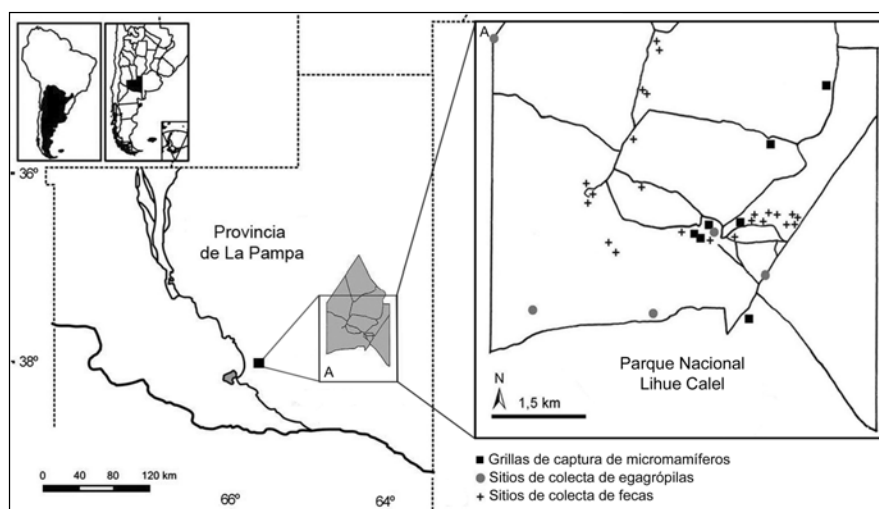 36º
38º
66º
64º
Provincia
de La Pampa
A
0 40 80 120 km
A
Parque Nacional
Lihue Calel
N
1,5 km
Grillas de captura de micromamíferos
Sitios de colecta de egagrópilas
Sitios de colecta de fecas